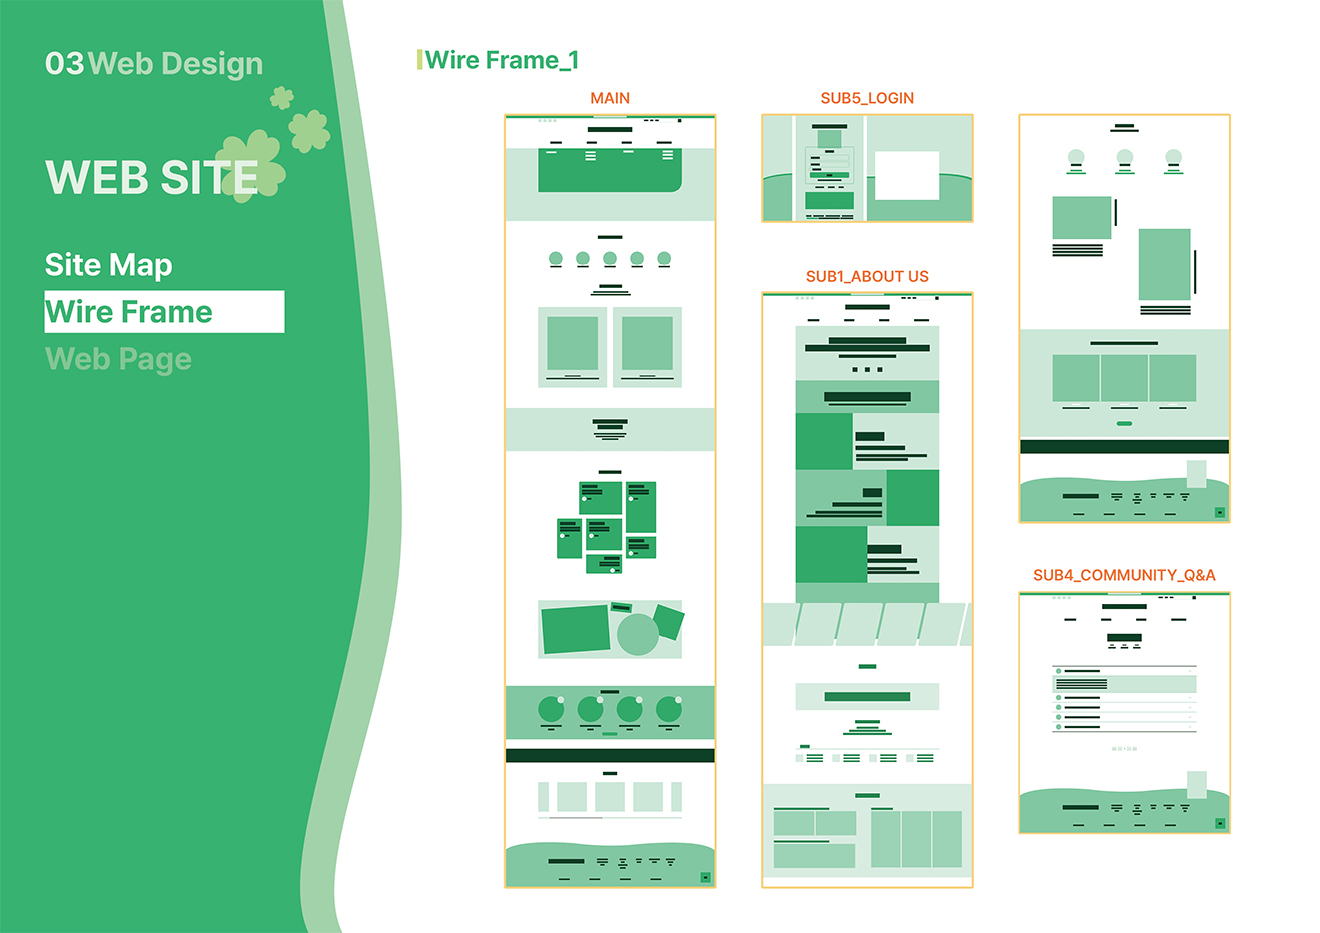 03 Web Design
WEB SITE
Site Map
Wire Frame
Web Page
Wire Frame_1
MAIN
SUB5_LOGIN
SUB1_ABOUT US
SUB4_COMMUNITY_Q&A